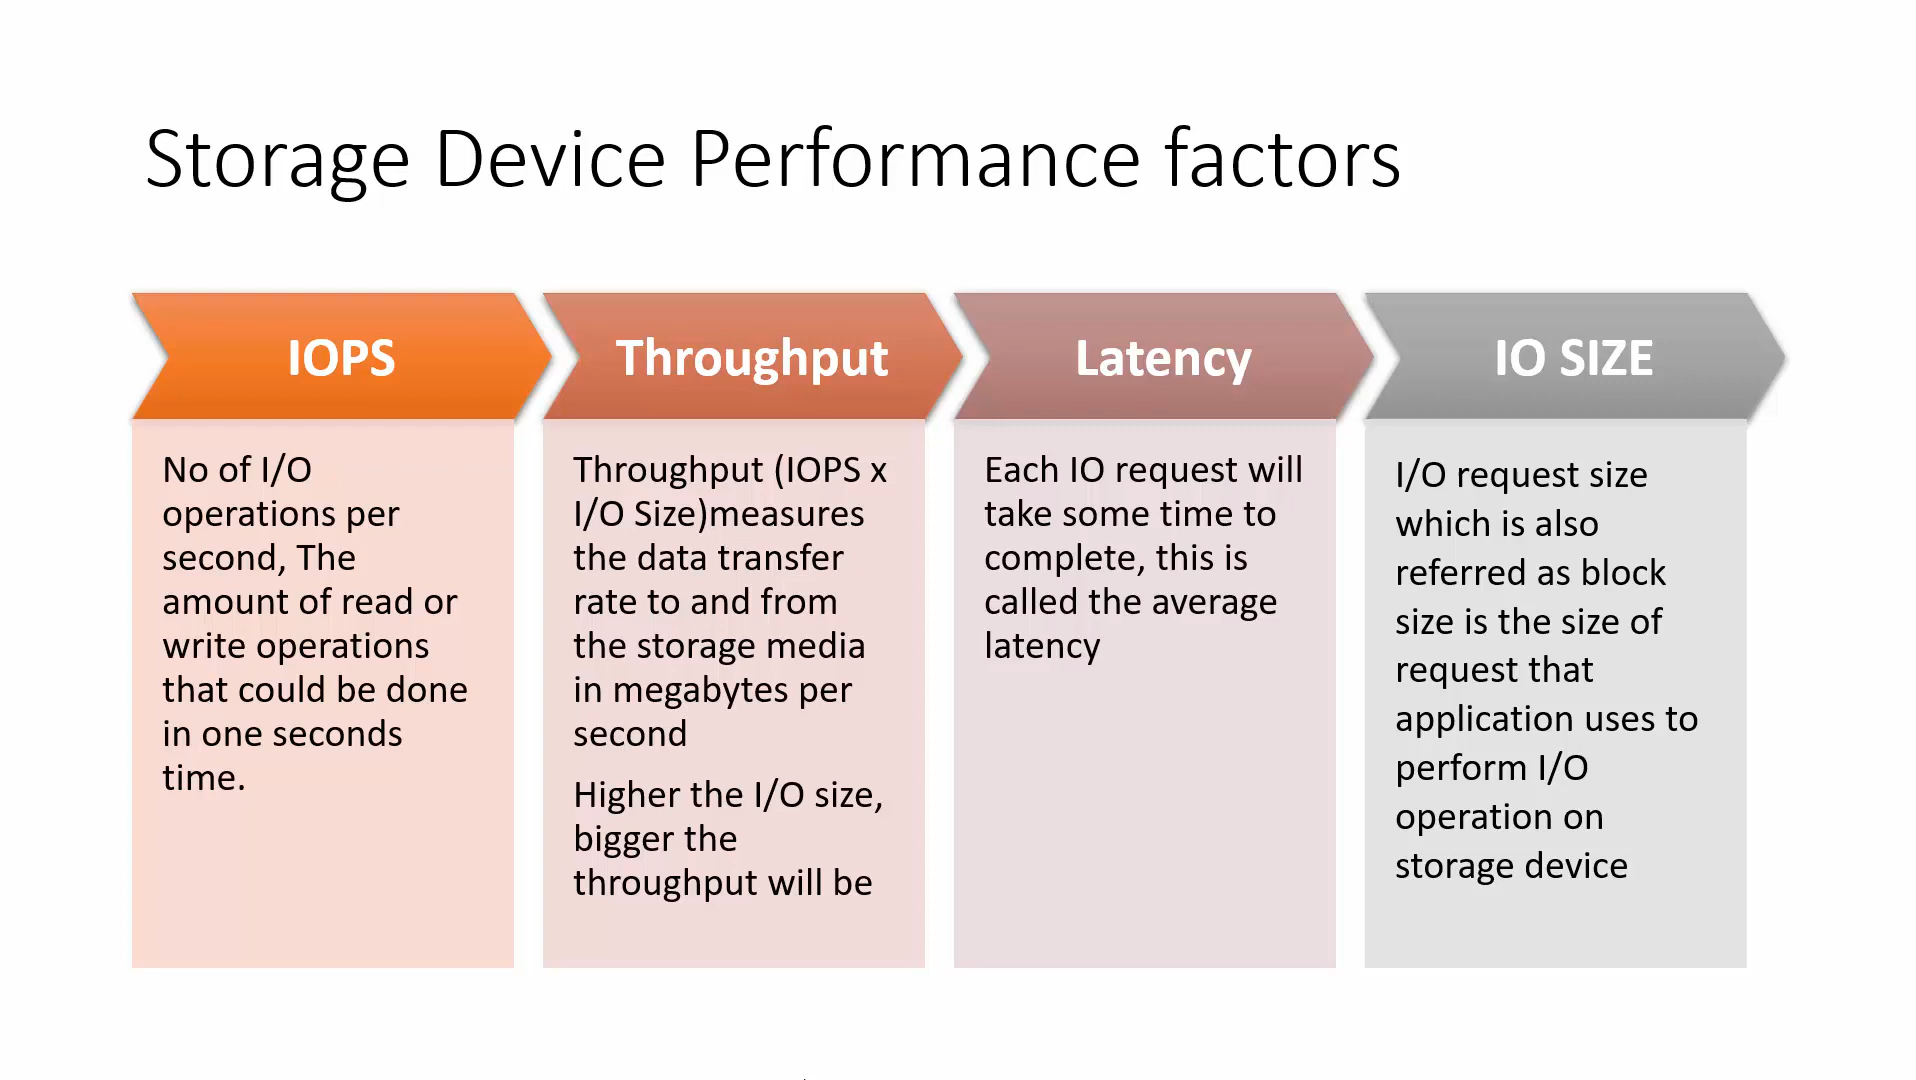 Storage Device Performance factors
IOPS
No of I/O
operations per
second, The
amount of read or
write operations
that could be done
in one seconds
time.
Throughput
Throughput (IOPS x
I/O Size)measures
the data transfer
rate to and from
the storage media
in megabytes per
second
Higher the I/O size,
bigger the
throughput will be
Latency
Each IO request will
take some time to
complete, this is
called the average
latency
IO SIZE
I/O request size
which is also
referred as block
size is the size of
request that
application uses to
perform I/O
operation on
storage device